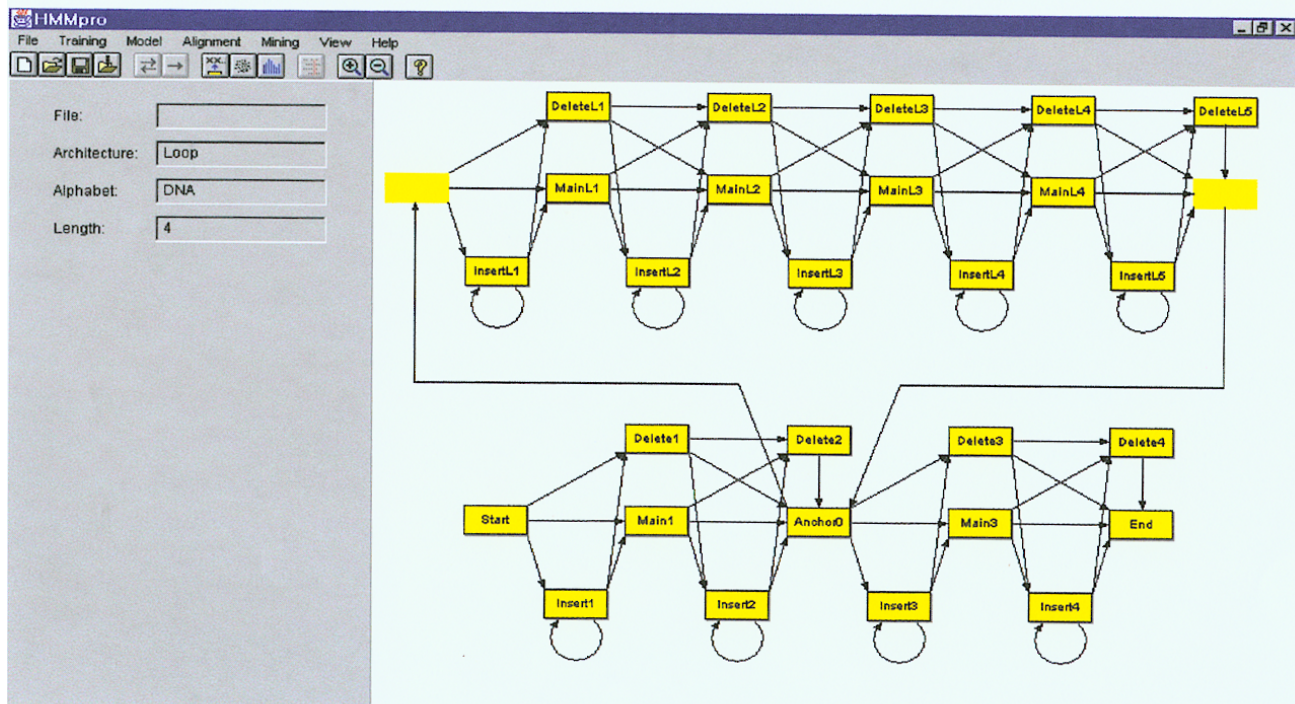 HMMpro
File Training Model Alignment Mining View Help
File:
Architecture: Loop
Alphabet: DNA
Length: 4
DeleteL1 DeleteL2 DeleteL3 DeleteL4 DeleteL5
MainL1 MainL2 MainL3 MainL4
InsertL1 InsertL2 InsertL3 InsertL4 InsertL5
Delete1 Delete2 Delete3 Delete4
Start Main1 Anchor0 Main3 End
Insert1 Insert2 Insert3 Insert4